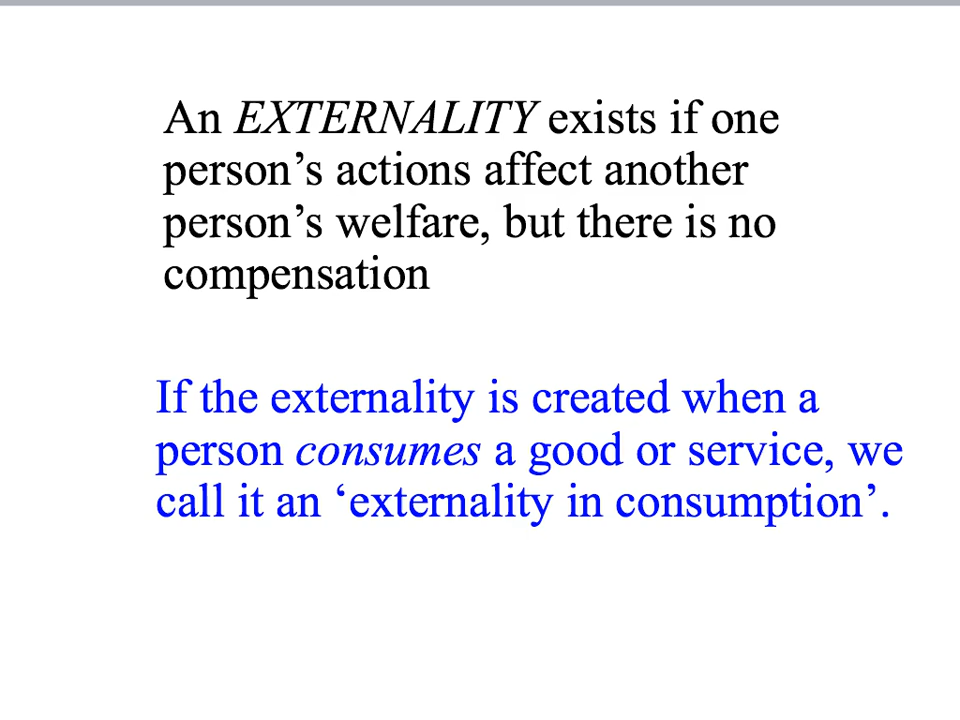 An EXTERNALITY exists if one
person’s actions affect another
person’s welfare, but there is no
compensation
If the externality is created when a
person consumes a good or service, we
call it an ‘externality in consumption’.